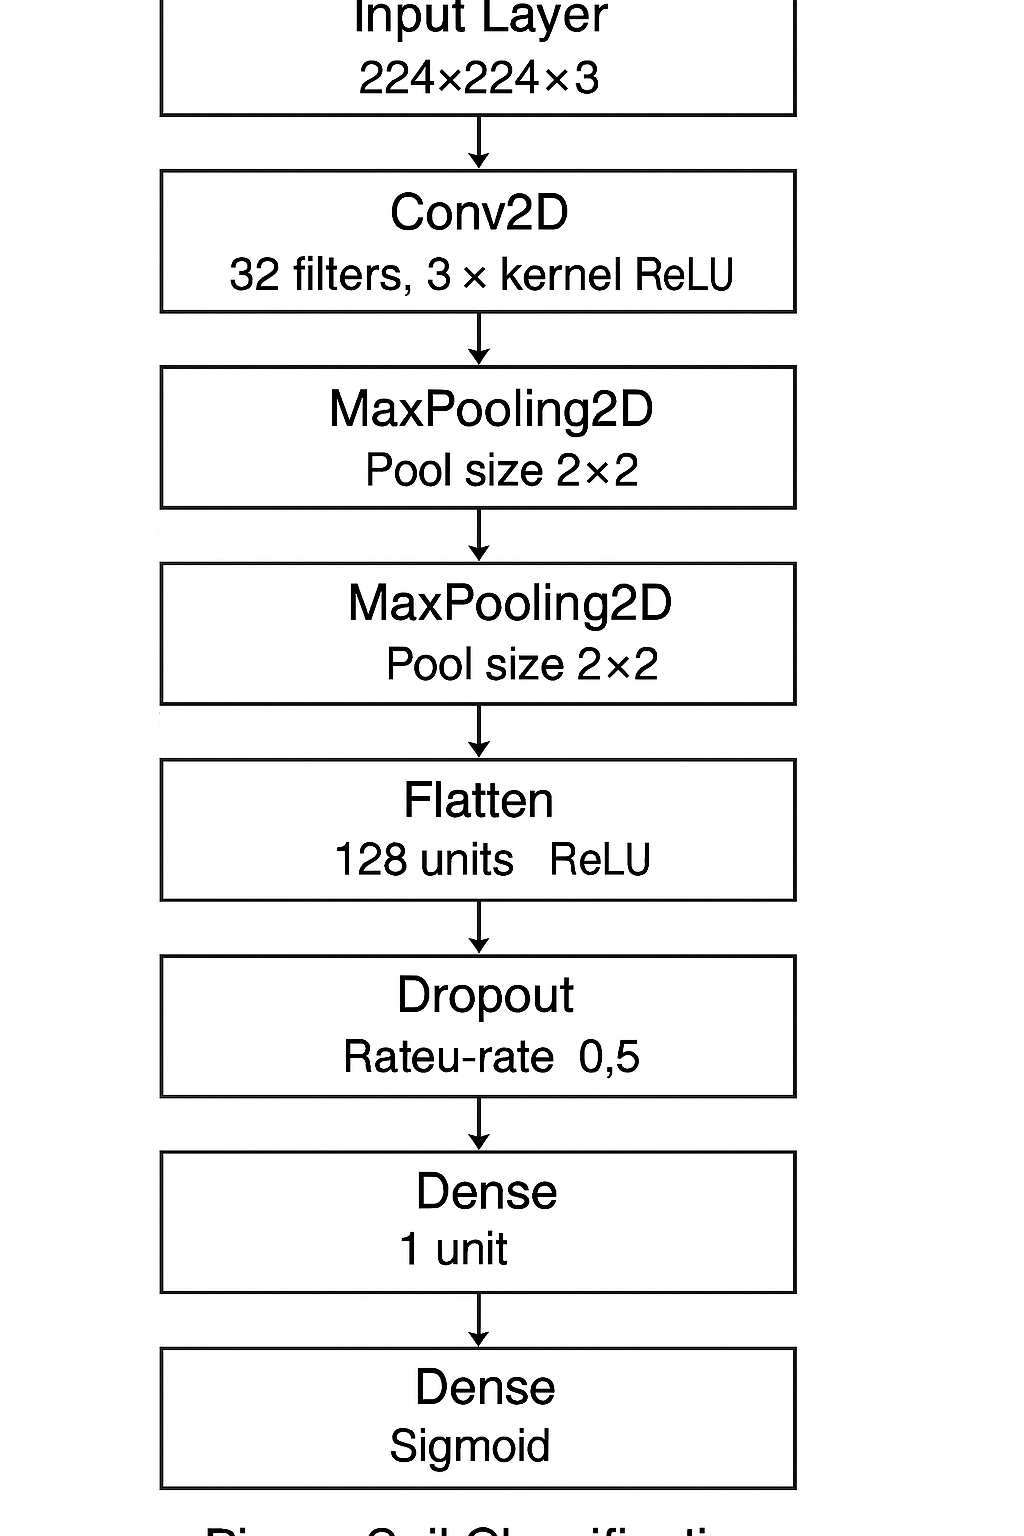 Input Layer
224×224×3
Conv2D
32 filters, 3 × kernel ReLU
MaxPooling2D
Pool size 2×2
MaxPooling2D
Pool size 2×2
Flatten
128 units ReLU
Dropout
Rateu-rate 0,5
Dense
1 unit
Dense
Sigmoid